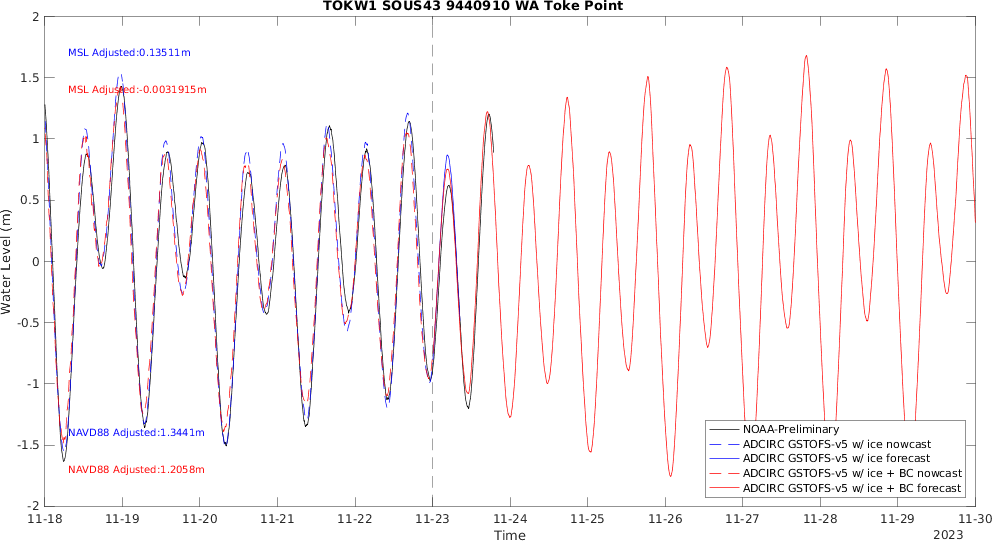 TOKW1 SOUS43 9440910 WA Toke Point
MSL Adjusted:0.13511m
MSL Adjusted:-0.0031915m
NAVD88 Adjusted:1.3441m
NAVD88 Adjusted:1.2058m
Water Level (m)
2
1.5
1
0.5
0
-0.5
-1
-1.5
-2
NOAA-Preliminary
ADCIRC GSTOFS-v5 w/ ice nowcast
ADCIRC GSTOFS-v5 w/ ice forecast
ADCIRC GSTOFS-v5 w/ ice + BC nowcast
ADCIRC GSTOFS-v5 w/ ice + BC forecast
11-18 11-19 11-20 11-21 11-22 11-23 11-24 11-25 11-26 11-27 11-28 11-29 11-30
Time
2023